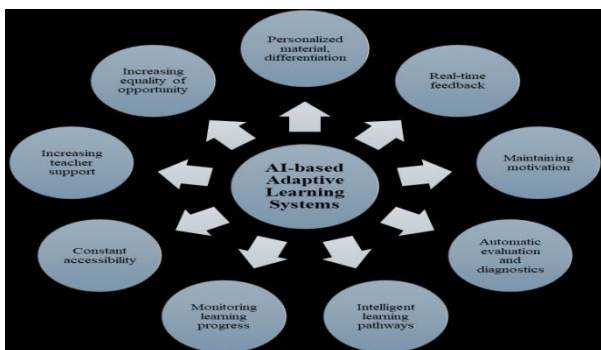 Personalized
material,
differentiation
Real-time
feedback
Maintaining
motivation
Automatic
evaluation
and
diagnostics
Intelligent
learning
pathways
Monitoring
learning
progress
Constant
accessibility
Increasing
teacher
support
Increasing
equality of
opportunity
AI-based
Adaptive
Learning
Systems